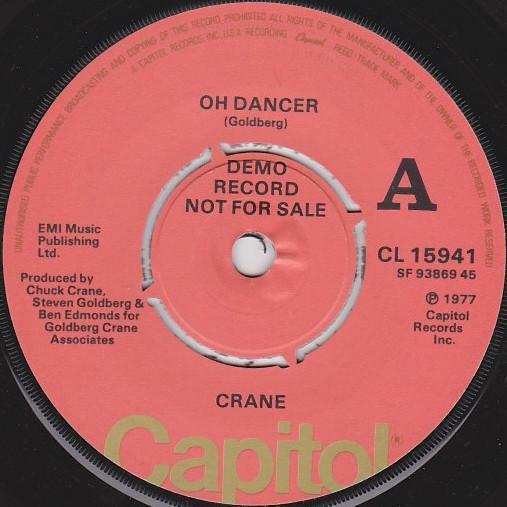 UNAUTHORISED PUBLIC PERFORMANCE BROADCASTING AND COPYING OF THIS RECORD PROHIBITED ALL RIGHTS OF THE MANUFACTURER AND OF THE OWNER OF THE RECORDED WORK RESERVED
A CAPITOL RECORDS INC. U.S.A RECORDING Capitol REGD. TRADE MARK
OH DANCER
(Goldberg)
DEMO
RECORD
NOT FOR SALE
A
EMI Music
Publishing
Ltd.
CL 15941
SF 93869 45
Produced by
Chuck Crane,
Steven Goldberg &
Ben Edmonds for
Goldberg Crane
Associates
℗ 1977
Capitol
Records
Inc.
CRANE
Capitol®